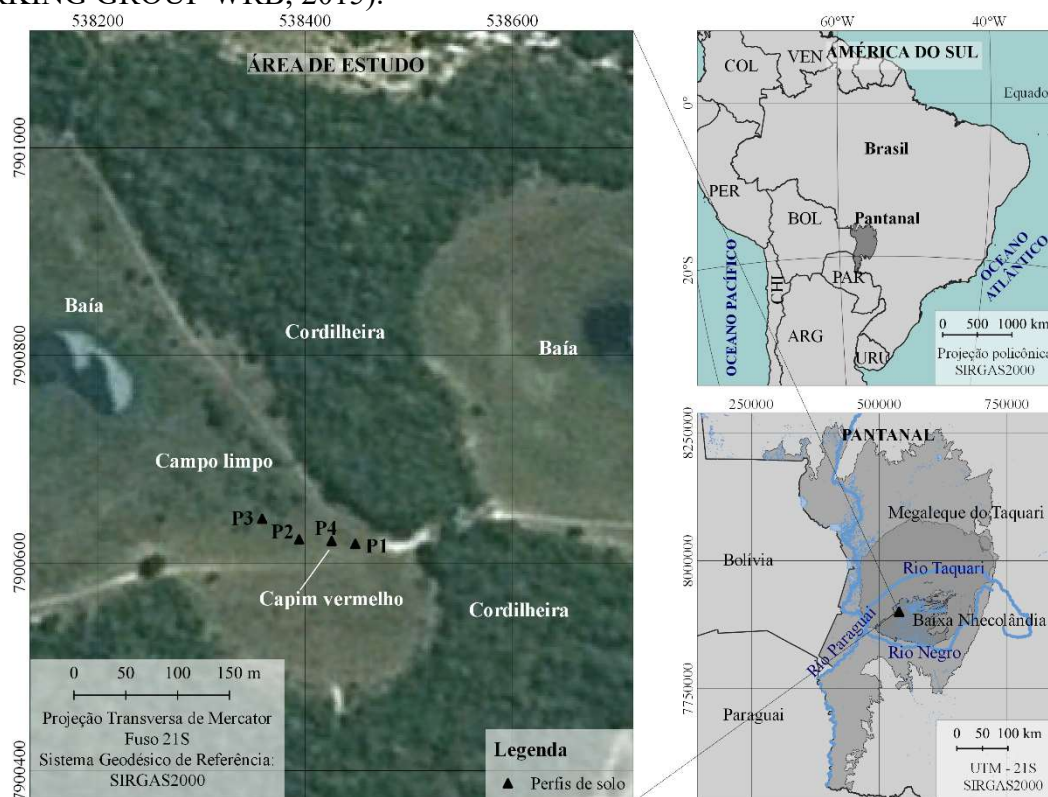 RKING GROUP WRB, 2015).
538200
538400
538600
ÁREA DE ESTUDO
7901000
7900800
7900600
7900400
Baía
Cordilheira
Baía
Campo limpo
P3
P2
P4
P1
Capim vermelho
Cordilheira
0 50 100 150 m
Projeção Transversa de Mercator
Fuso 21S
Sistema Geodésico de Referência:
SIRGAS2000
Legenda
Perfis de solo
60°W
40°W
AMÉRICA DO SUL
VEN
COL
Equador
0°
Brasil
PER
BOL
Pantanal
20°S
PAR
CHI
OCEANO PACÍFICO
OCEANO
ATLÂNTICO
ARG
URU
0 500 1000 km
Projeção policônica
SIRGAS2000
250000
500000
750000
8250000
8000000
7750000
PANTANAL
Megaleque do Taquari
Bolívia
Rio Taquari
Baixa Nhecolândia
Rio Paraguai
Rio Negro
Paraguai
0 50 100 km
UTM - 21S
SIRGAS2000